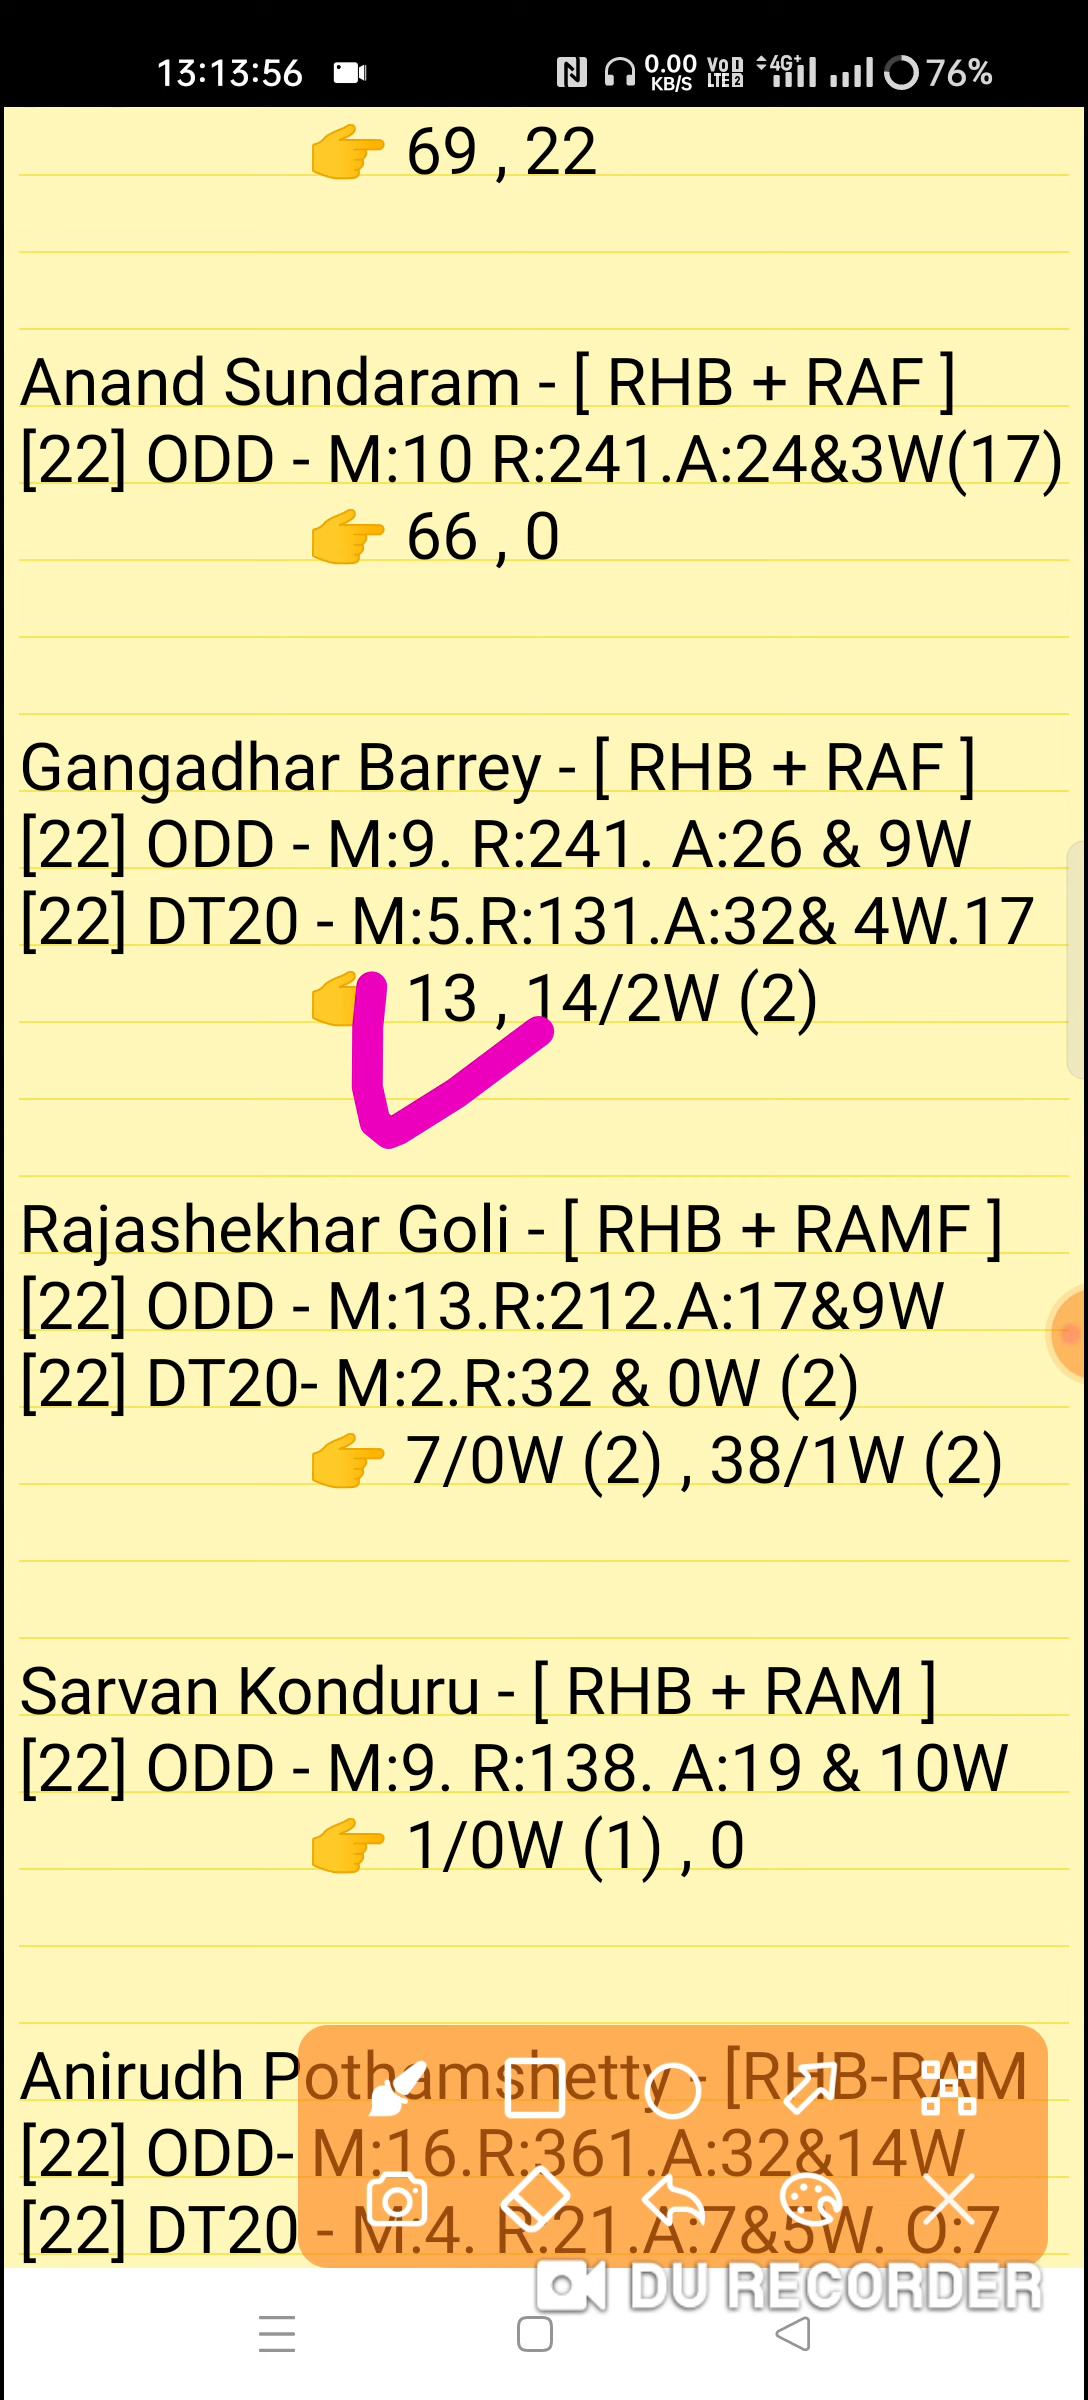 13:13:56 0.00 KB/S VoD LTE 2 4G+ 76%
👉 69 , 22
Anand Sundaram - [ RHB + RAF ]
[22] ODD - M:10 R:241.A:24&3W(17)
👉 66 , 0
Gangadhar Barrey - [ RHB + RAF ]
[22] ODD - M:9. R:241. A:26 & 9W
[22] DT20 - M:5.R:131.A:32& 4W.17
👉 13 , 14/2W (2)
Rajashekhar Goli - [ RHB + RAMF ]
[22] ODD - M:13.R:212.A:17&9W
[22] DT20- M:2.R:32 & 0W (2)
👉 7/0W (2) , 38/1W (2)
Sarvan Konduru - [ RHB + RAM ]
[22] ODD - M:9. R:138. A:19 & 10W
👉 1/0W (1) , 0
Anirudh Pothamshetty - [RHB-RAM
[22] ODD- M:16.R:361.A:32&14W
[22] DT20 - M:4. R:21.A:7&5W. O:7
DU RECORDER